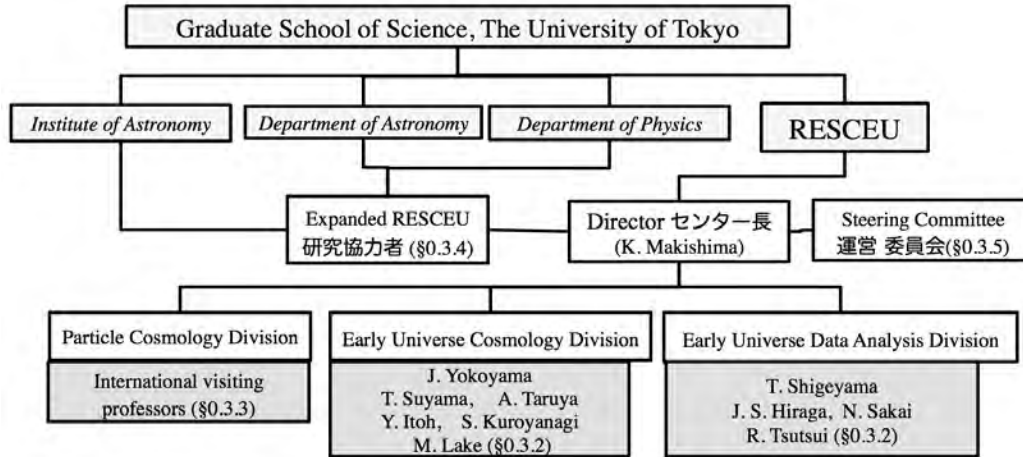 Graduate School of Science, The University of Tokyo
Institute of Astronomy
Department of Astronomy
Department of Physics
RESCEU
Expanded RESCEU
研究協力者 (§0.3.4)
Director センター長
(K. Makishima)
Steering Committee
運営 委員会(§0.3.5)
Particle Cosmology Division
International visiting
professors (§0.3.3)
Early Universe Cosmology Division
J. Yokoyama
T. Suyama, A. Taruya
Y. Itoh, S. Kuroyanagi
M. Lake (§0.3.2)
Early Universe Data Analysis Division
T. Shigeyama
J. S. Hiraga, N. Sakai
R. Tsutsui (§0.3.2)